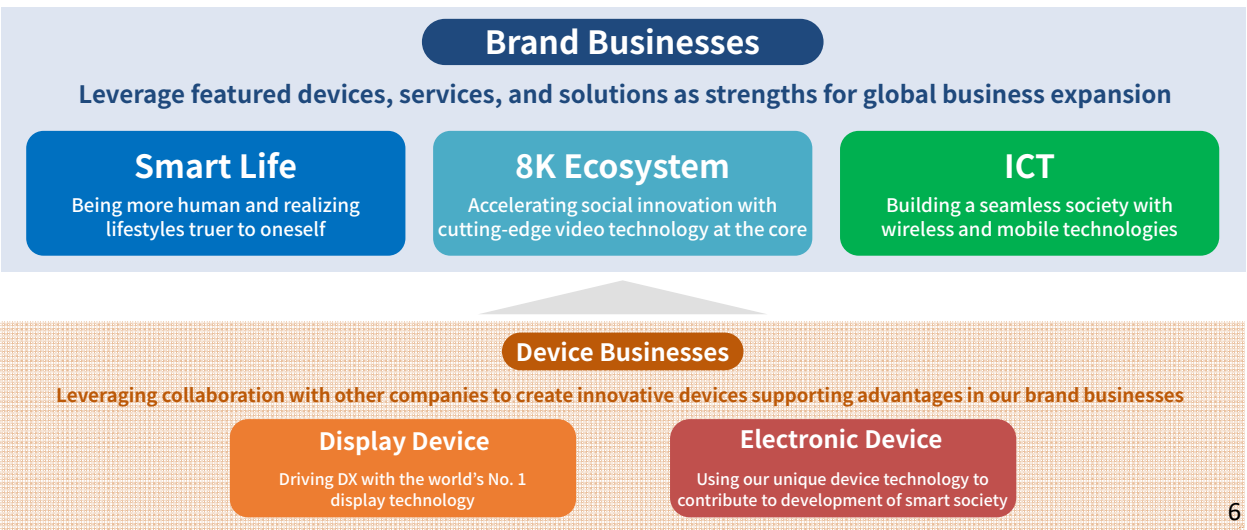 Brand Businesses
Leverage featured devices, services, and solutions as strengths for global business expansion
Smart Life
Being more human and realizing
lifestyles truer to oneself
8K Ecosystem
Accelerating social innovation with
cutting-edge video technology at the core
ICT
Building a seamless society with
wireless and mobile technologies
Device Businesses
Leveraging collaboration with other companies to create innovative devices supporting advantages in our brand businesses
Display Device
Driving DX with the world’s No. 1
display technology
Electronic Device
Using our unique device technology to
contribute to development of smart society
6